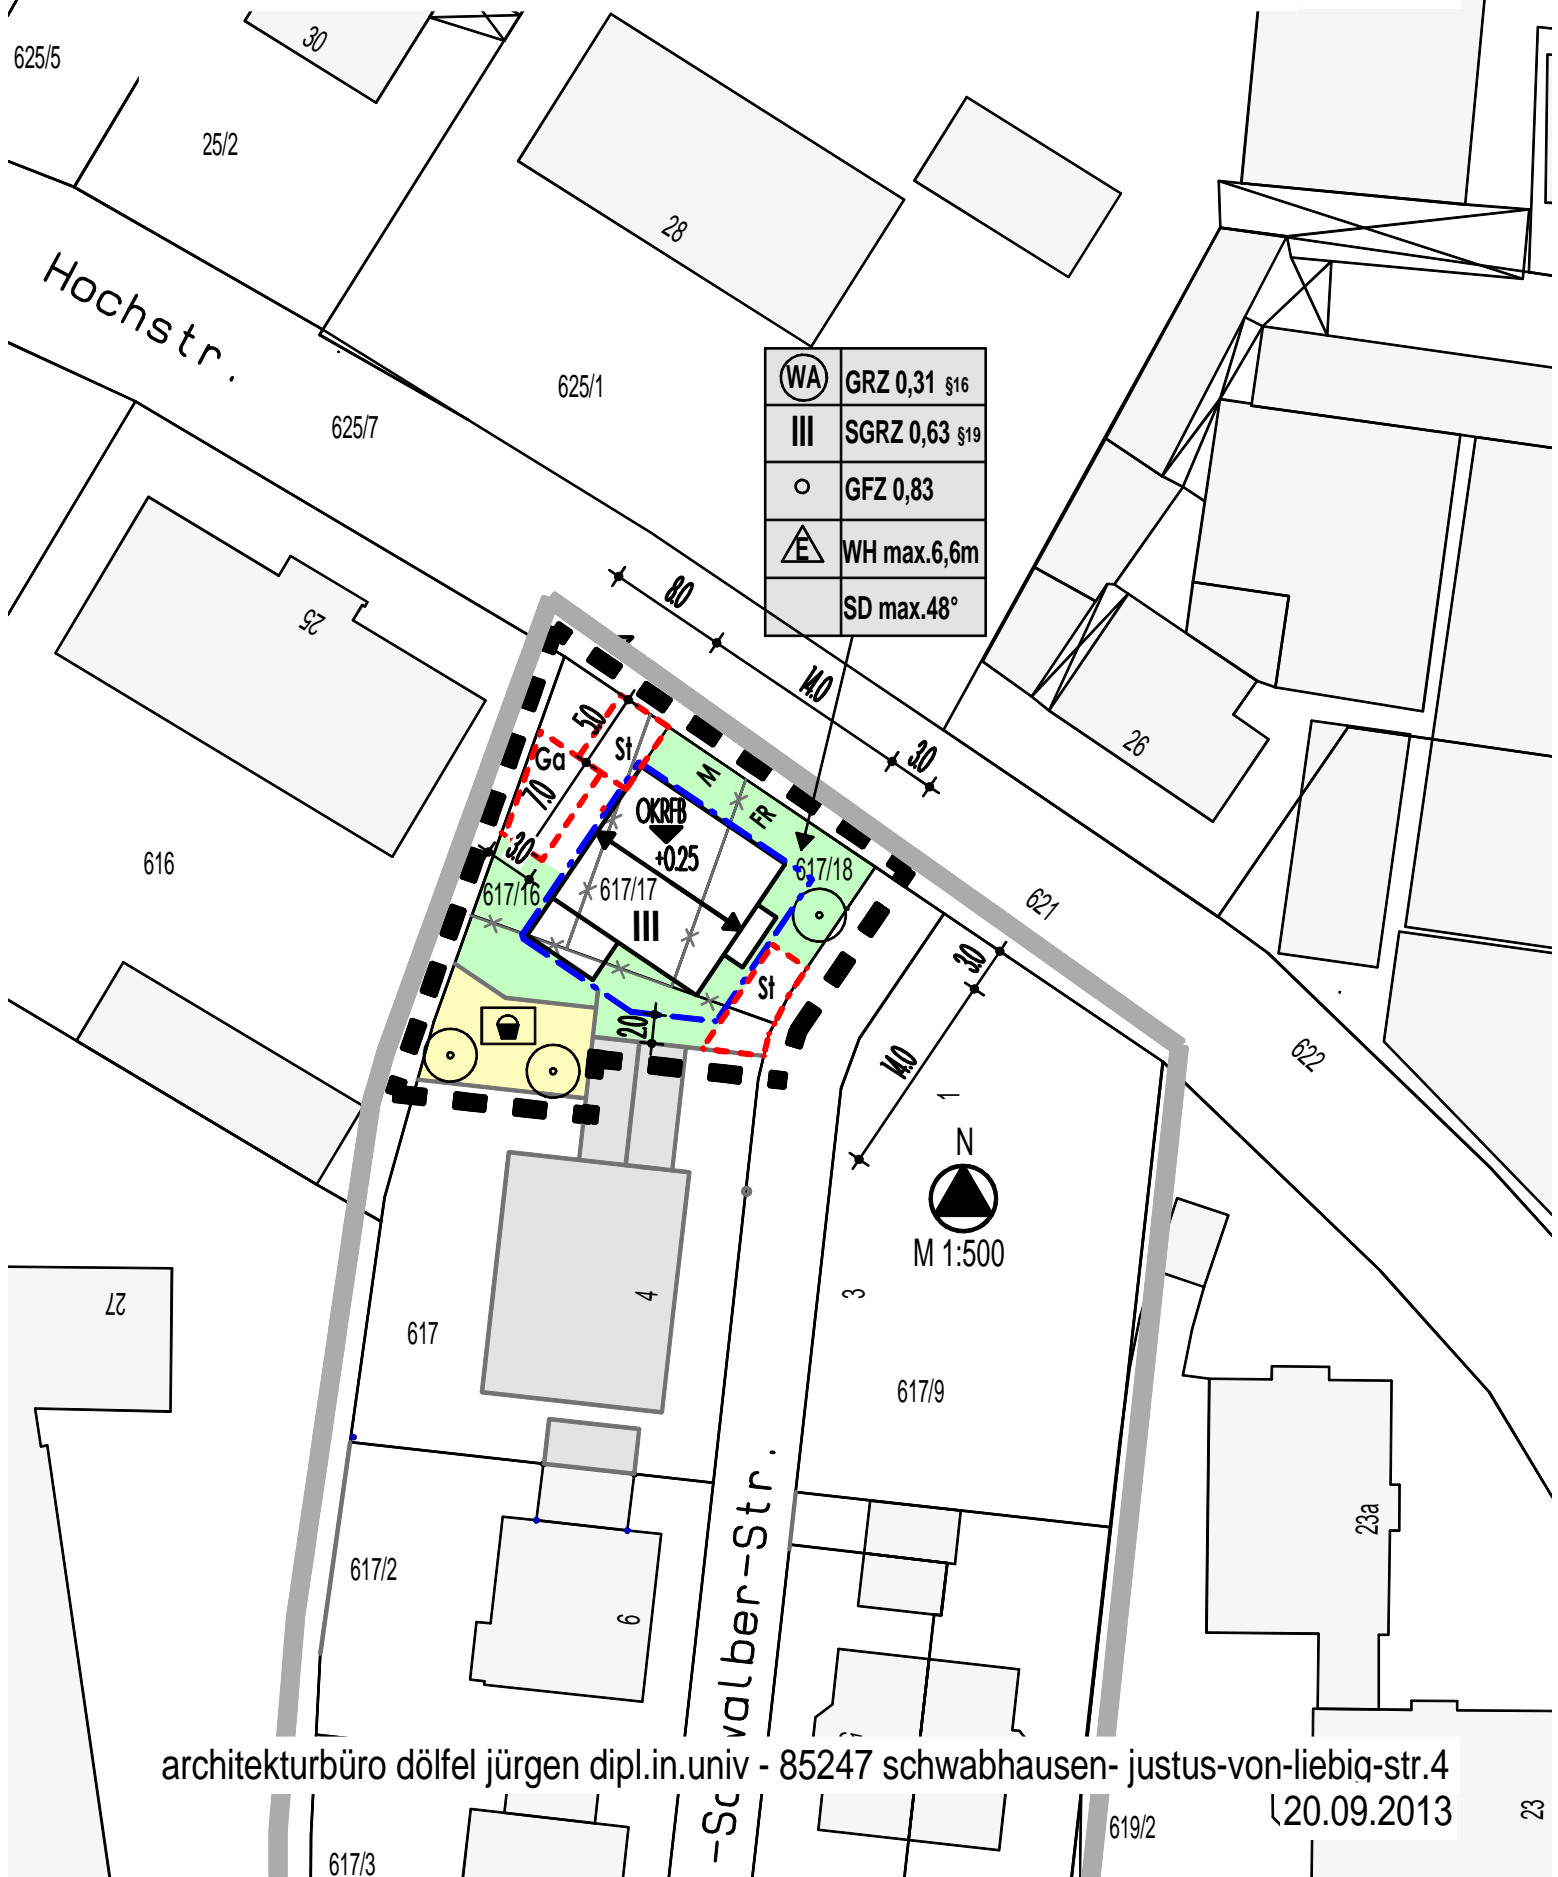 625/5
30
25/2
28
Hochstr.
625/1
625/7
WA GRZ 0,31 §16
III SGRZ 0,63 §19
GFZ 0,83
E WH max.6,6m
SD max.48°
25
8.0
14.0
3.0
26
5.0
Ga
St
M
FR
7.0
OKRFB
+0.25
3.0
616
617/16
617/17
617/18
III
621
3.0
St
2.0
14.0
622
1
N
M 1:500
27
4
3
617
617/9
23a
617/2
6
-Sc
walber-Str.
architekturbüro dölfel jürgen dipl.in.univ - 85247 schwabhausen- justus-von-liebig-str.4
20.09.2013
23
619/2
617/3